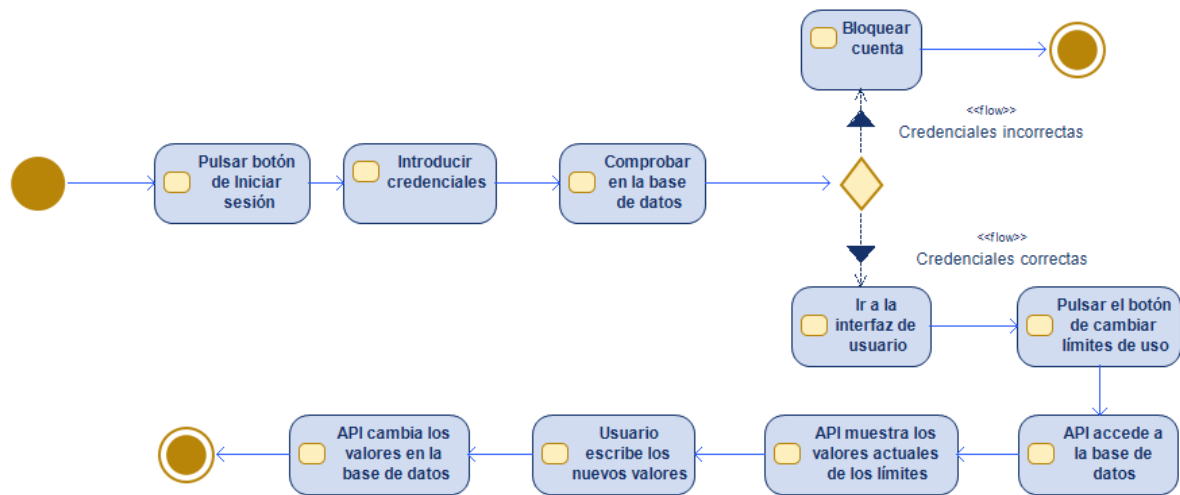 Bloquear
cuenta
<<flow>>
Credenciales incorrectas
Pulsar botón
de Iniciar
sesión
Introducir
credenciales
Comprobar
en la base
de datos
<<flow>>
Credenciales correctas
Ir a la
interfaz de
usuario
Pulsar el botón
de cambiar
límites de uso
API accede a
la base de
datos
API muestra los
valores actuales
de los límites
Usuario
escribe los
nuevos valores
API cambia los
valores en la
base de datos